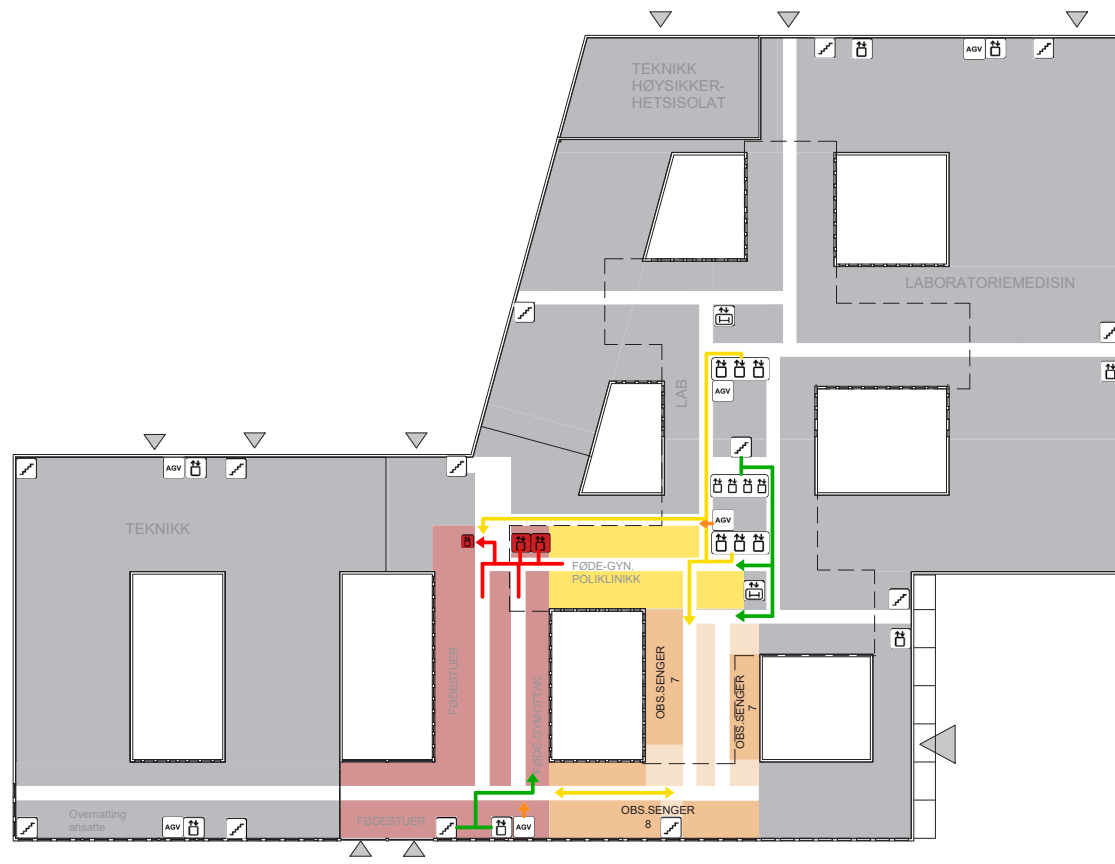 TEKNIKK
HØYSIKKER-
HETSISOLAT
AGV
LABORATORIEMEDISIN
LAB
AGV
AGV
TEKNIKK
AGV
FØDE-GYN.
POLIKLINIKK
FØDESTUER
FØDE-GYMOTTAK
OBS.SENGER
7
OBS.SENGER
7
Overnatting
ansatte
AGV
FØDESTUER
AGV
OBS.SENGER
8